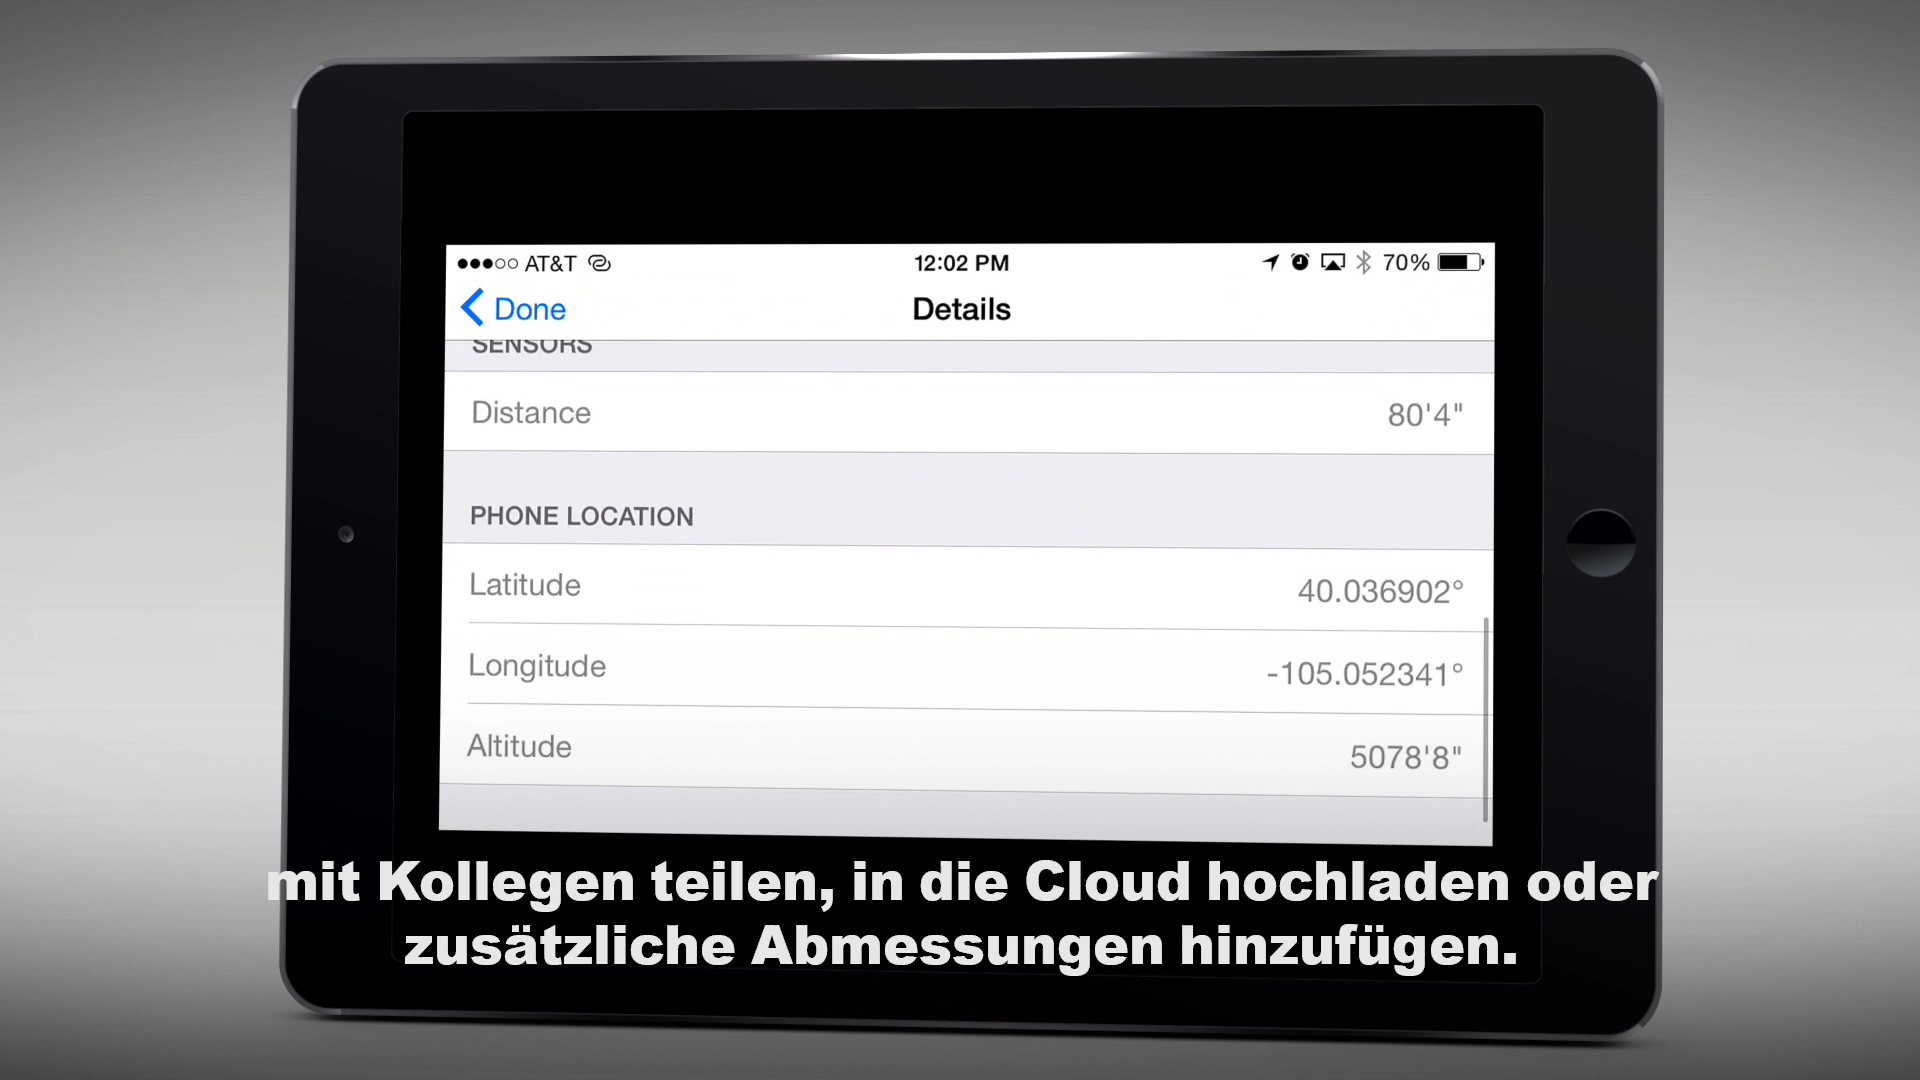 AT&T 12:02 PM 70%
Done Details
SENSORS
Distance 80'4"
PHONE LOCATION
Latitude 40.036902°
Longitude -105.052341°
Altitude 5078'8"
mit Kollegen teilen, in die Cloud hochladen oder
zusätzliche Abmessungen hinzufügen.